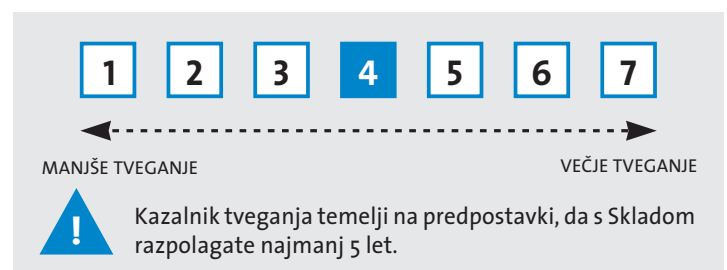 1 2 3 4 5 6 7
MANJŠE TVEGANJE VEČJE TVEGANJE
! Kazalnik tveganja temelji na predpostavki, da s Skladom
razpolagate najmanj 5 let.